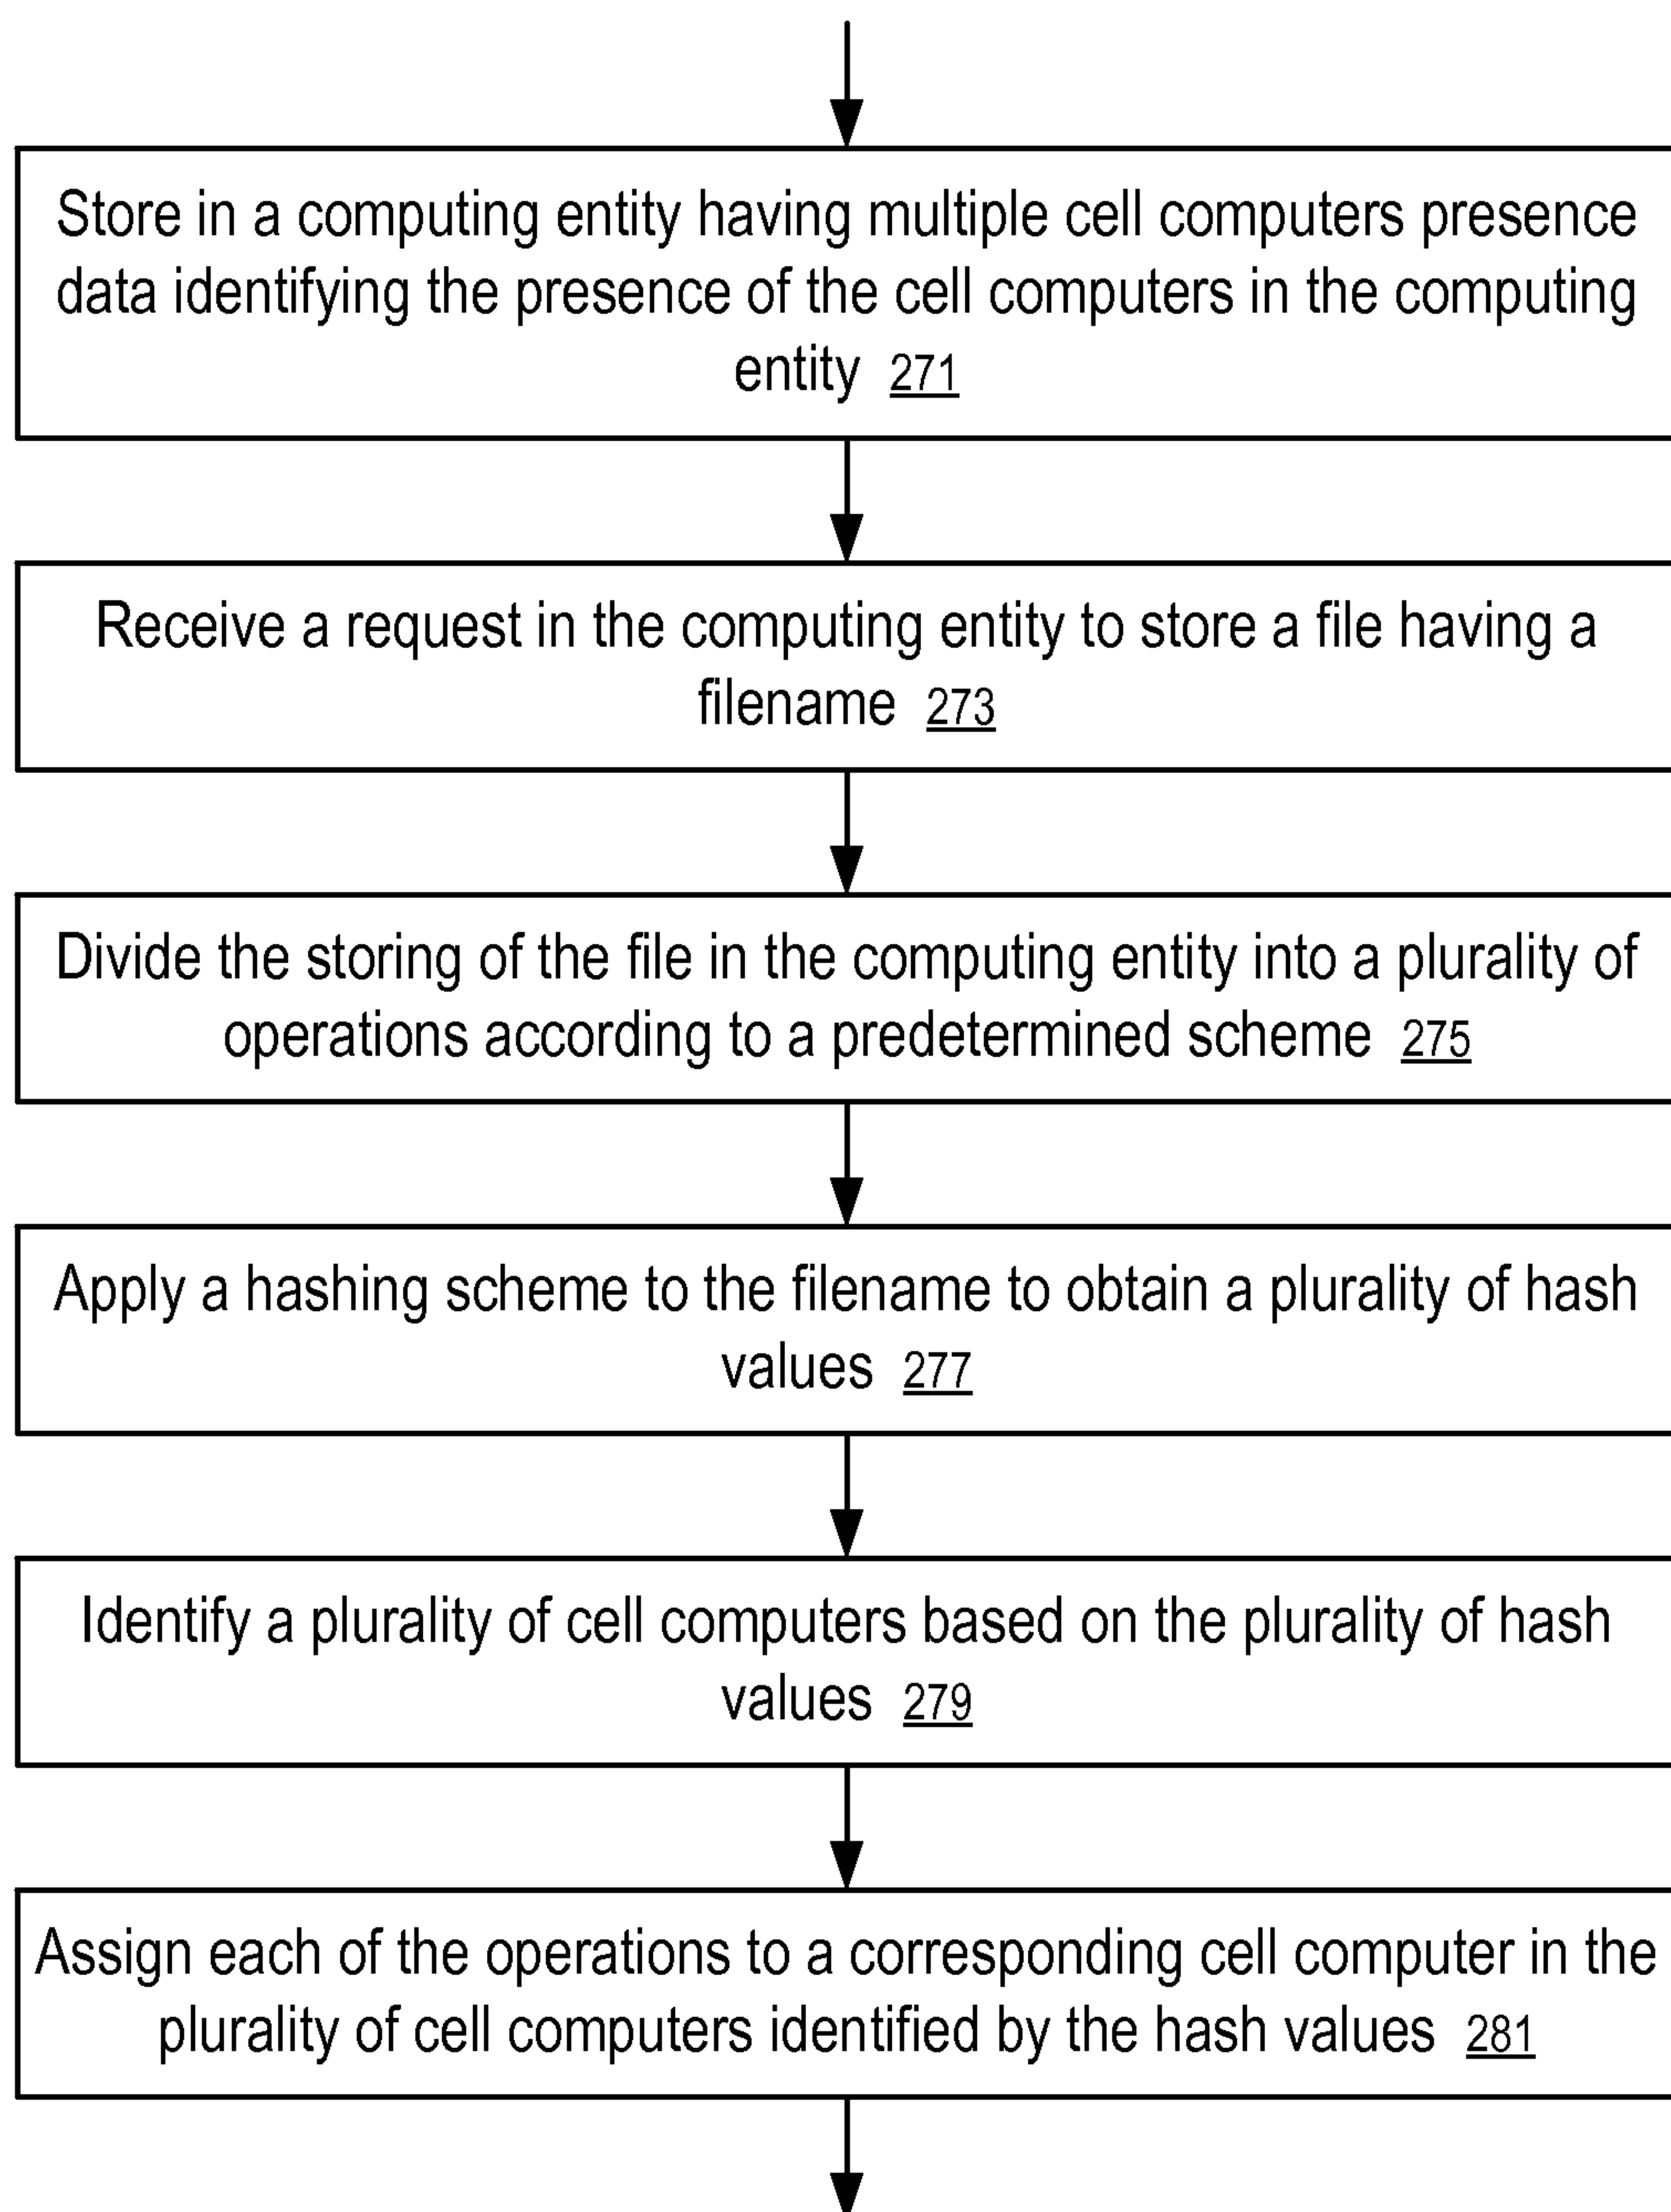 Store in a computing entity having multiple cell computers presence
data identifying the presence of the cell computers in the computing
entity 271
Receive a request in the computing entity to store a file having a
filename 273
Divide the storing of the file in the computing entity into a plurality of
operations according to a predetermined scheme 275
Apply a hashing scheme to the filename to obtain a plurality of hash
values 277
Identify a plurality of cell computers based on the plurality of hash
values 279
Assign each of the operations to a corresponding cell computer in the
plurality of cell computers identified by the hash values 281